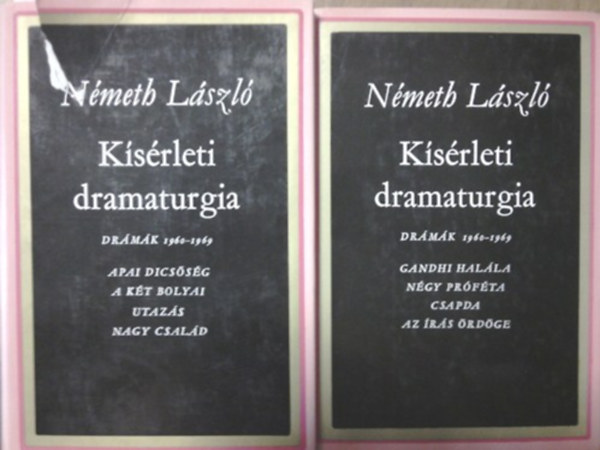 Németh László
Kísérleti
dramaturgia
DRÁMÁK 1960-1969
APAI DICSŐSÉG
A KÉT BOLYAI
UTAZÁS
NAGY CSALÁD
Németh László
Kísérleti
dramaturgia
DRÁMÁK 1960-1969
GANDHI HALÁLA
NÉGY PRÓFÉTA
CSAPDA
AZ ÍRÁS ÖRDÖGE